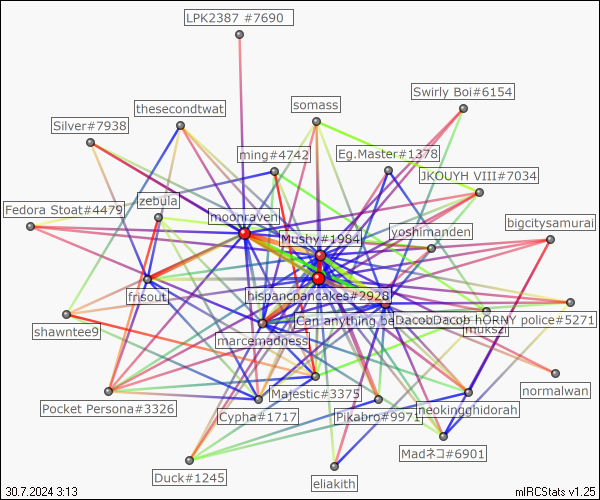 LPK2387 #7690
Swirly Boi#6154
thesecondtwat
somass
Silver#7938
ming#4742
Eg.Master#1378
JKOUYH VIII#7034
zebula
Fedora Stoat#4479
moonraven
bigcitysamurai
yoshimanden
Mushy#1984
frisout
hispancpancakes#2928
Can anything be
DacobDacob hORNY police#5271
shawntee9
marcemadness
normalwan
Majestic#3375
Pocket Persona#3326
Cypha#1717
Pikabro#9971
neokingghidorah
Madネコ#6901
Duck#1245
eliakith
30.7.2024 3:13
mIRCStats v1.25